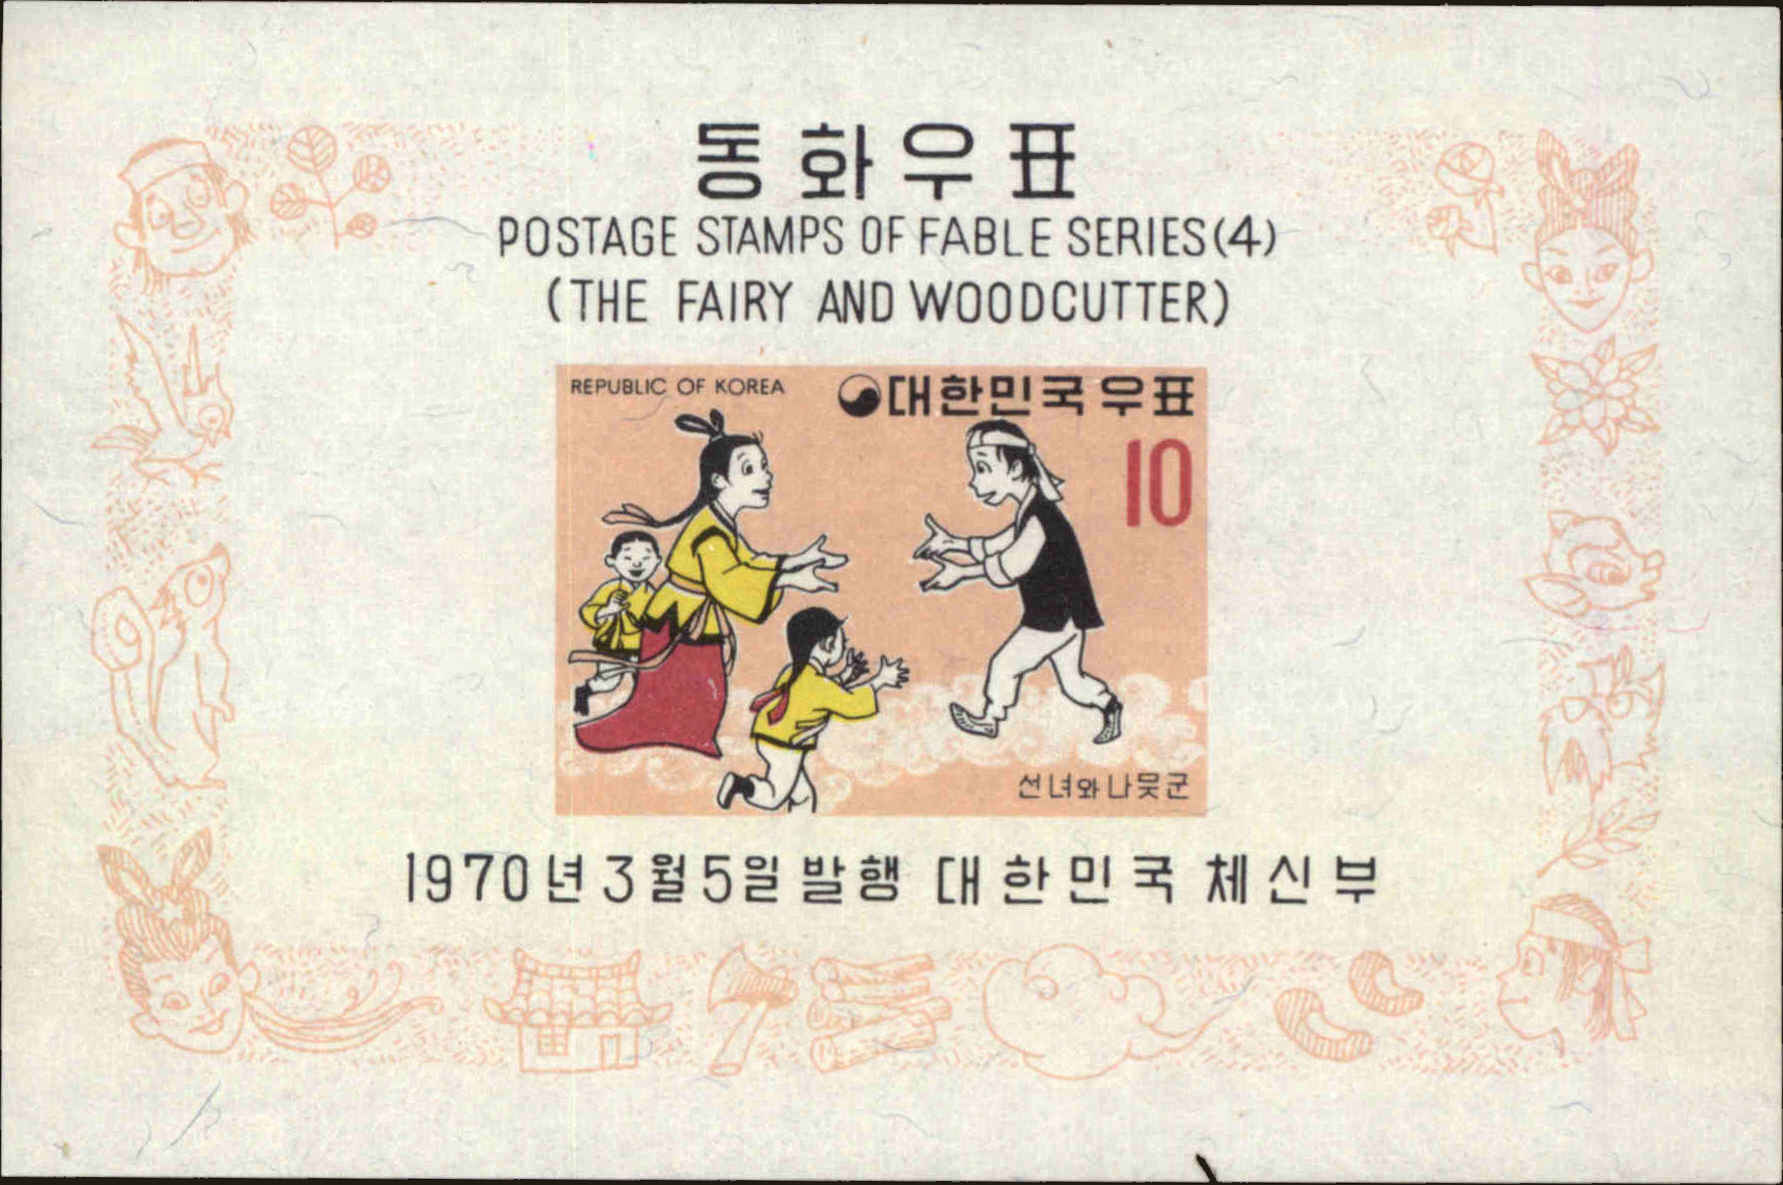 동화우표
POSTAGE STAMPS OF FABLE SERIES(4)
(THE FAIRY AND WOODCUTTER)
REPUBLIC OF KOREA
대한민국우표
10
선녀와나뭇군
1970년3월5일발행 대한민국 체신부